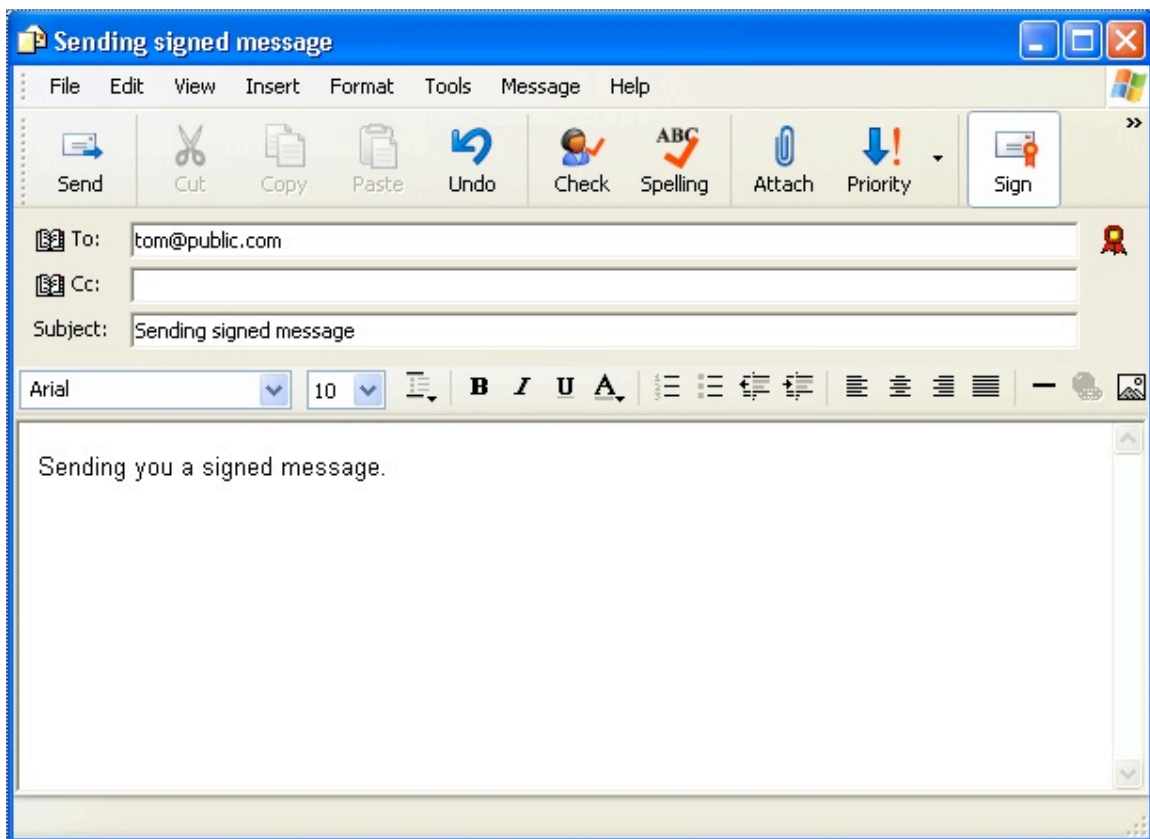 Sending signed message
File Edit View Insert Format Tools Message Help
»
Send Cut Copy Paste Undo Check ABC Spelling Attach Priority Sign
To: tom@public.com
Cc:
Subject: Sending signed message
Arial 10 B I U A
Sending you a signed message.